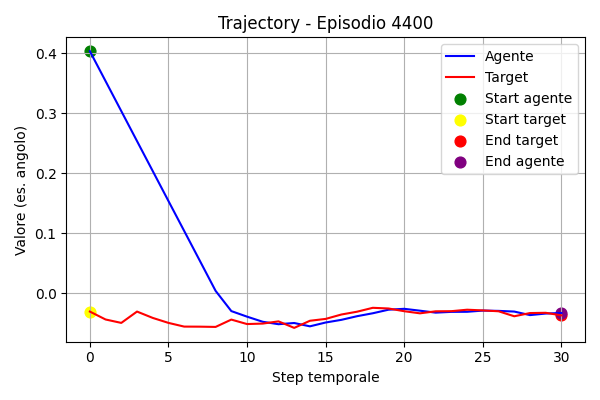 Trajectory - Episodio 4400
Valore (es. angolo)
0.4
0.3
0.2
0.1
0.0
0
5
10
15
20
25
30
Step temporale
Agente
Target
Start agente
Start target
End target
End agente